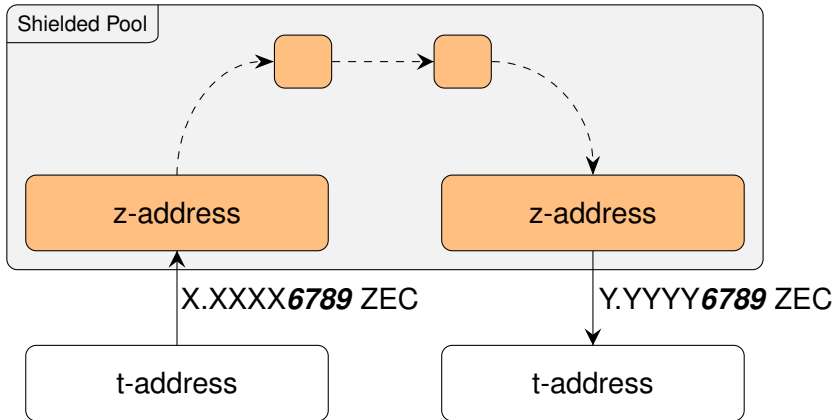 Shielded Pool
z-address
z-address
X.XXXX6789 ZEC
Y.YYYY6789 ZEC
t-address
t-address